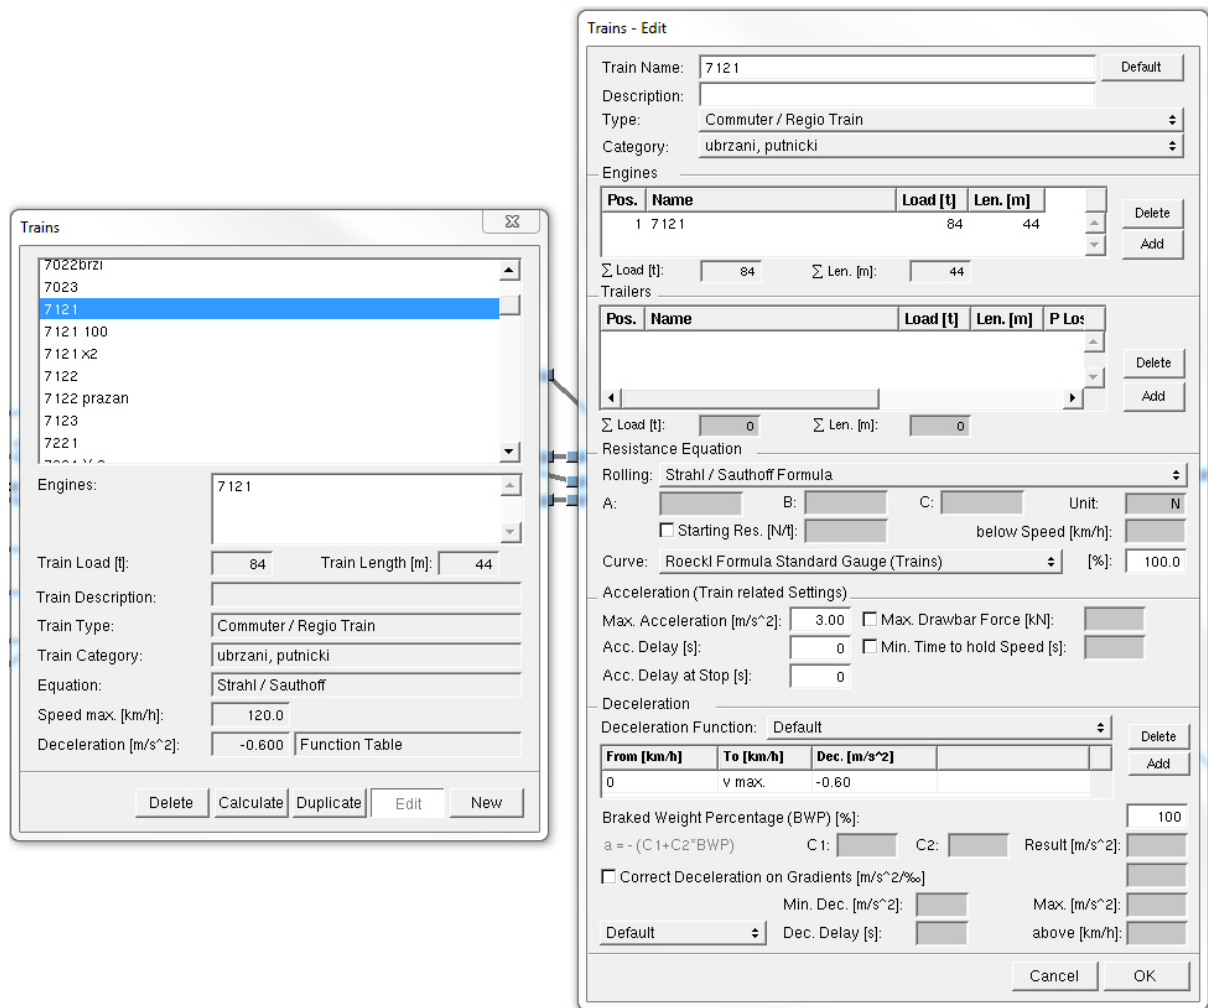 Trains
7022brzi
7023
7121
7121 100
7121 x2
7122
7122 prazan
7123
7221
Engines: 7121
Train Load [t]: 84 Train Length [m]: 44
Train Description:
Train Type: Commuter / Regio Train
Train Category: ubrzani, putnicki
Equation: Strahl / Sauthoff
Speed max. [km/h]: 120.0
Deceleration [m/s^2]: -0.600 Function Table
Delete Calculate Duplicate Edit New
Trains - Edit
Train Name: 7121 Default
Description:
Type: Commuter / Regio Train
Category: ubrzani, putnicki
Engines
Pos. Name Load [t] Len. [m]
1 7121 84 44
Delete
Add
∑ Load [t]: 84 ∑ Len. [m]: 44
Trailers
Pos. Name Load [t] Len. [m] P Los
Delete
Add
∑ Load [t]: 0 ∑ Len. [m]: 0
Resistance Equation
Rolling: Strahl / Sauthoff Formula
A: B: C: Unit: N
Starting Res. [N/t]: below Speed [km/h]:
Curve: Roeckl Formula Standard Gauge (Trains) [%]: 100.0
Acceleration (Train related Settings)
Max. Acceleration [m/s^2]: 3.00 Max. Drawbar Force [kN]:
Acc. Delay [s]: 0 Min. Time to hold Speed [s]:
Acc. Delay at Stop [s]: 0
Deceleration
Deceleration Function: Default
Delete
From [km/h] To [km/h] Dec. [m/s^2]
Add
0 v max. -0.60
Braked Weight Percentage (BWP) [%]: 100
a = - (C1+C2*BWP) C1: C2: Result [m/s^2]:
Correct Deceleration on Gradients [m/s^2/‰]
Min. Dec. [m/s^2]: Max. [m/s^2]:
Default Dec. Delay [s]: above [km/h]:
Cancel OK